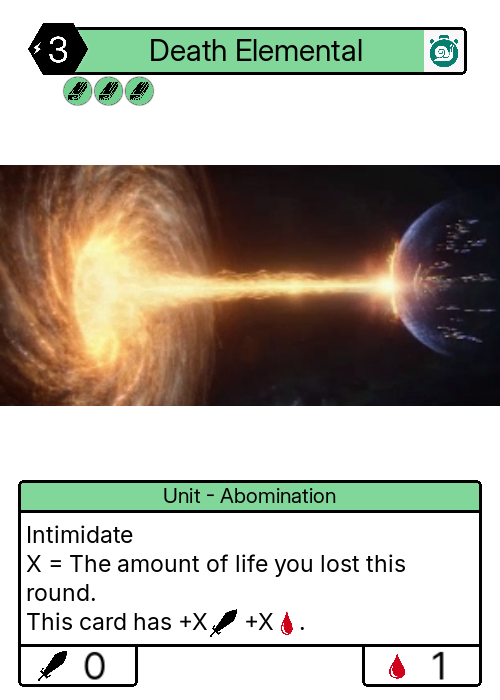 3
Death Elemental
Unit - Abomination
Intimidate
X = The amount of life you lost this
round.
This card has +X +X .
0
1